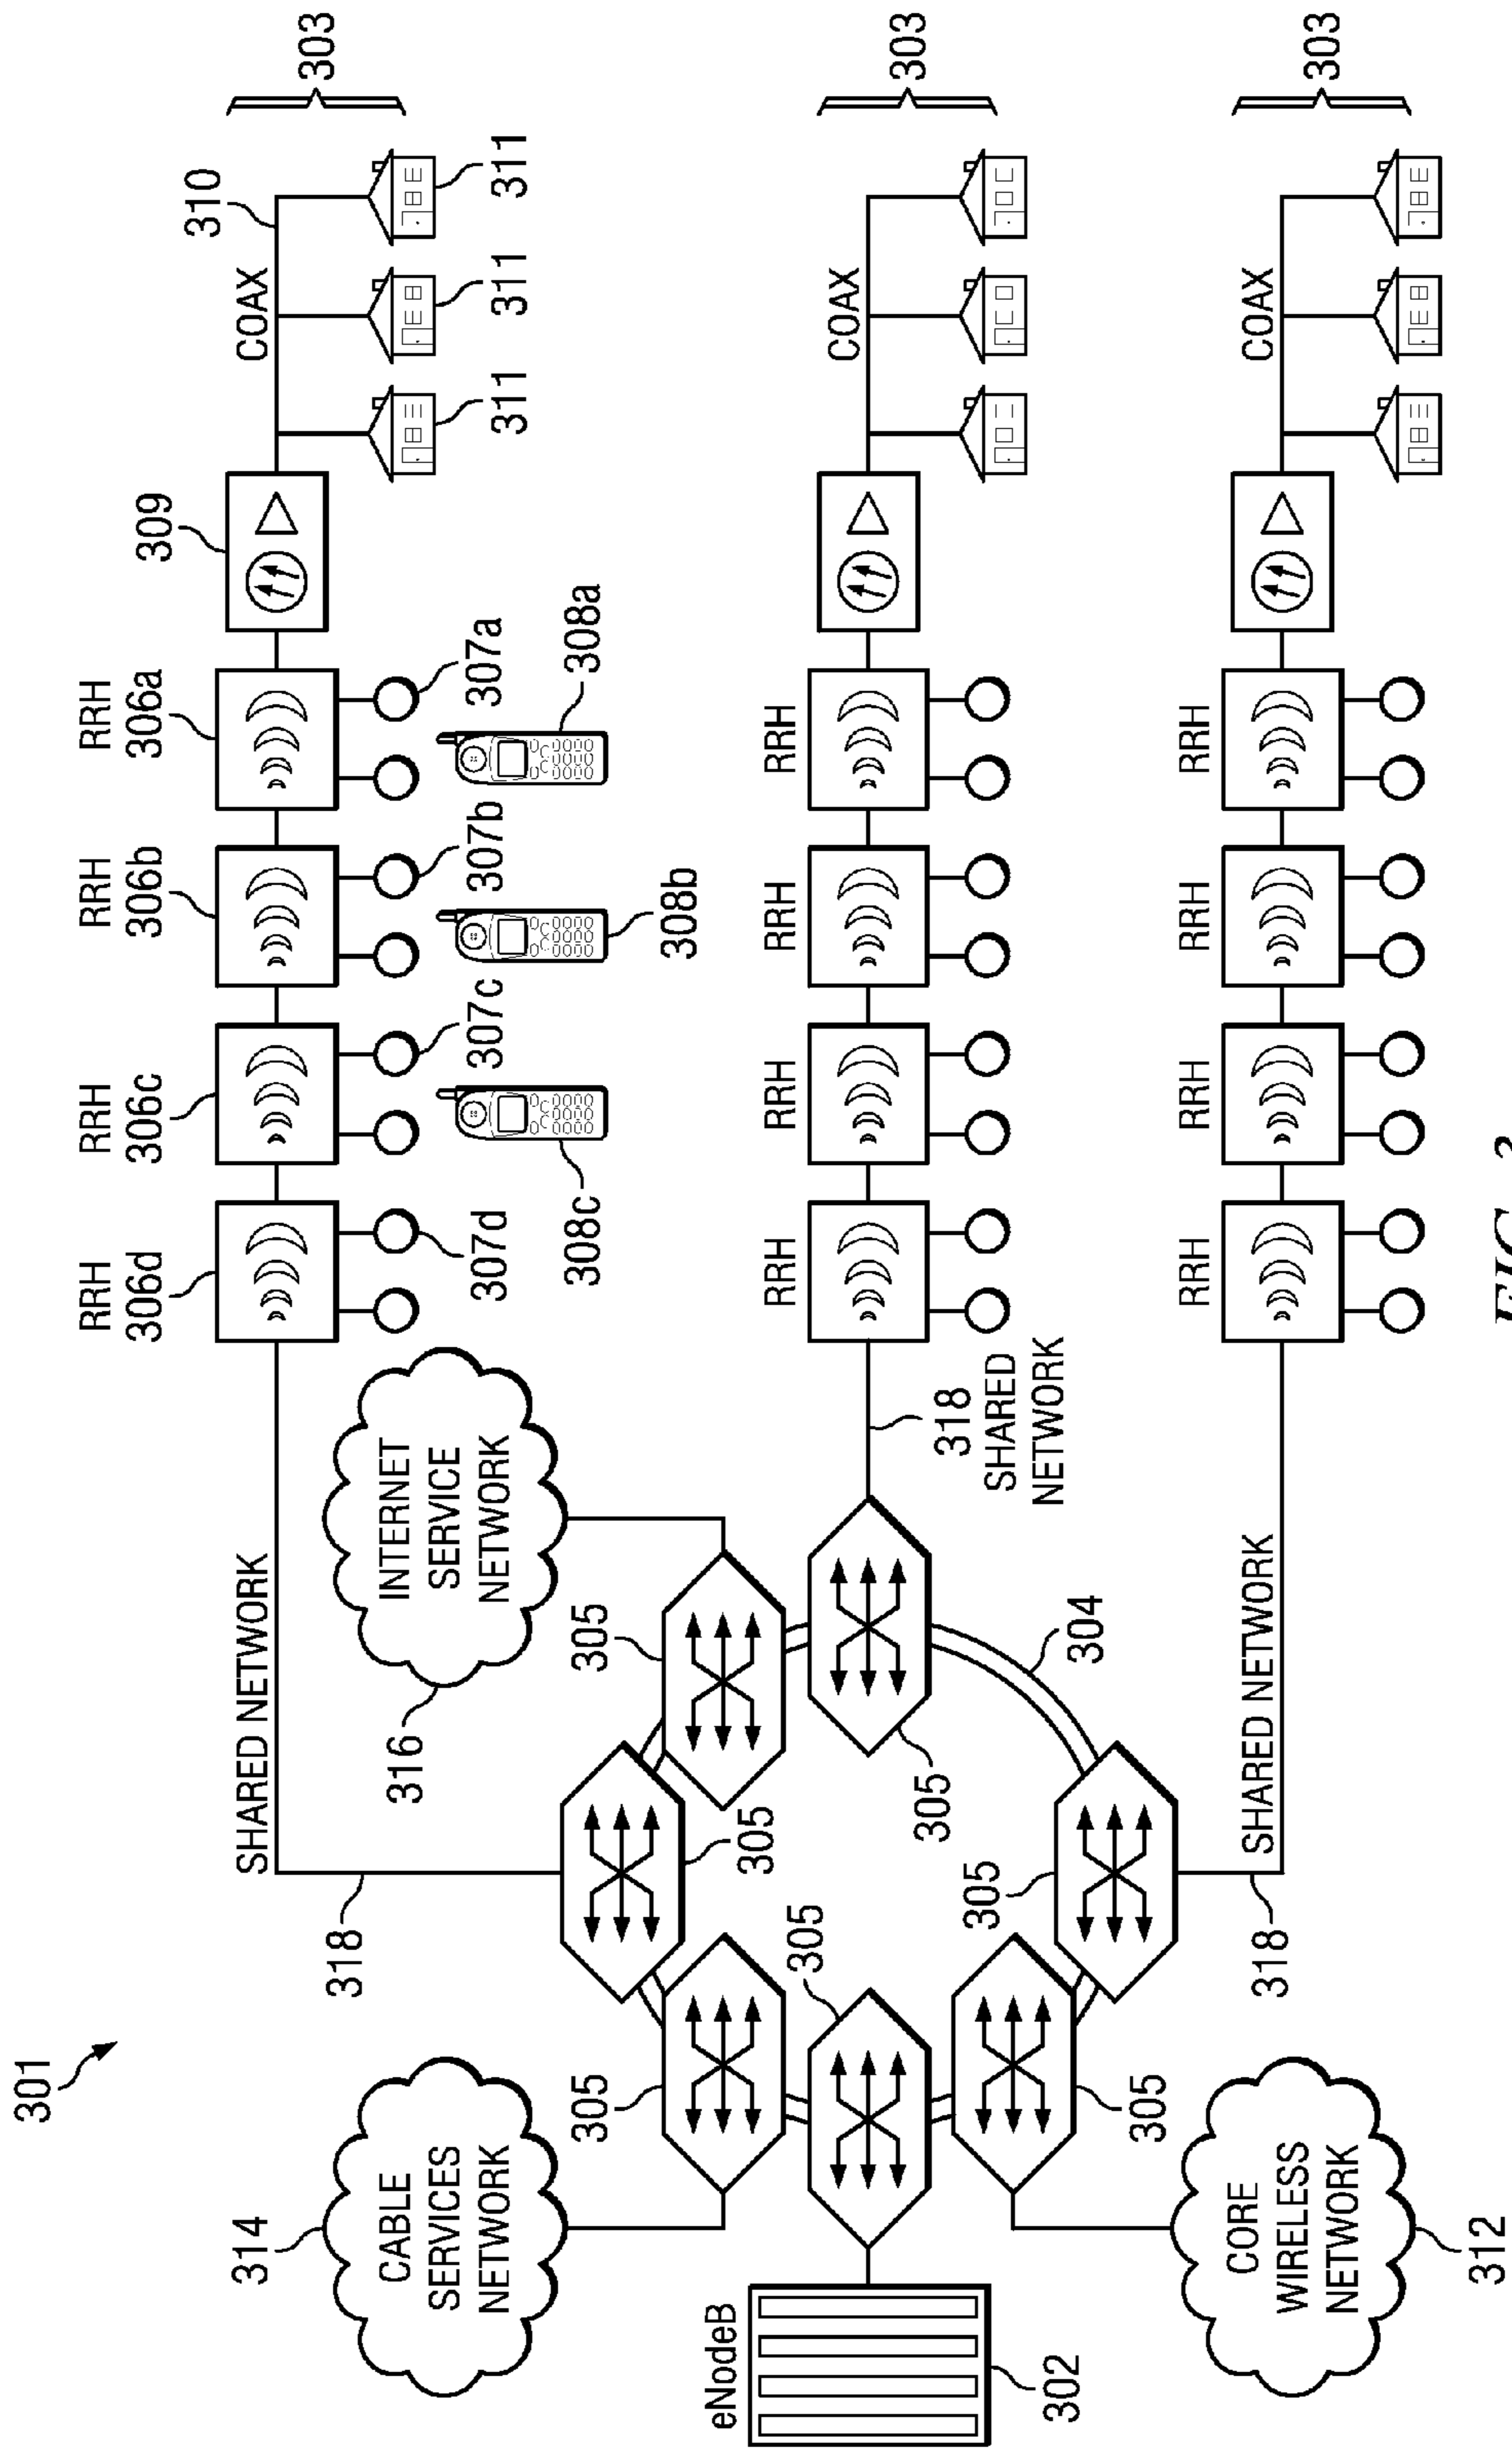 301
RRH
306d
RRH
306c
RRH
306b
RRH
306a
309
310
314
SHARED NETWORK
COAX
303
318
CABLE
SERVICES
NETWORK
316
INTERNET
SERVICE
NETWORK
307d
307c
307b
307a
311
311
311
305
305
308c
308a
308b
eNodeB
305
305
RRH
RRH
RRH
RRH
COAX
303
305
318
SHARED
NETWORK
305
302
304
305
RRH
RRH
RRH
RRH
CORE
WIRELESS
NETWORK
318
SHARED NETWORK
COAX
303
312
FIG. 3